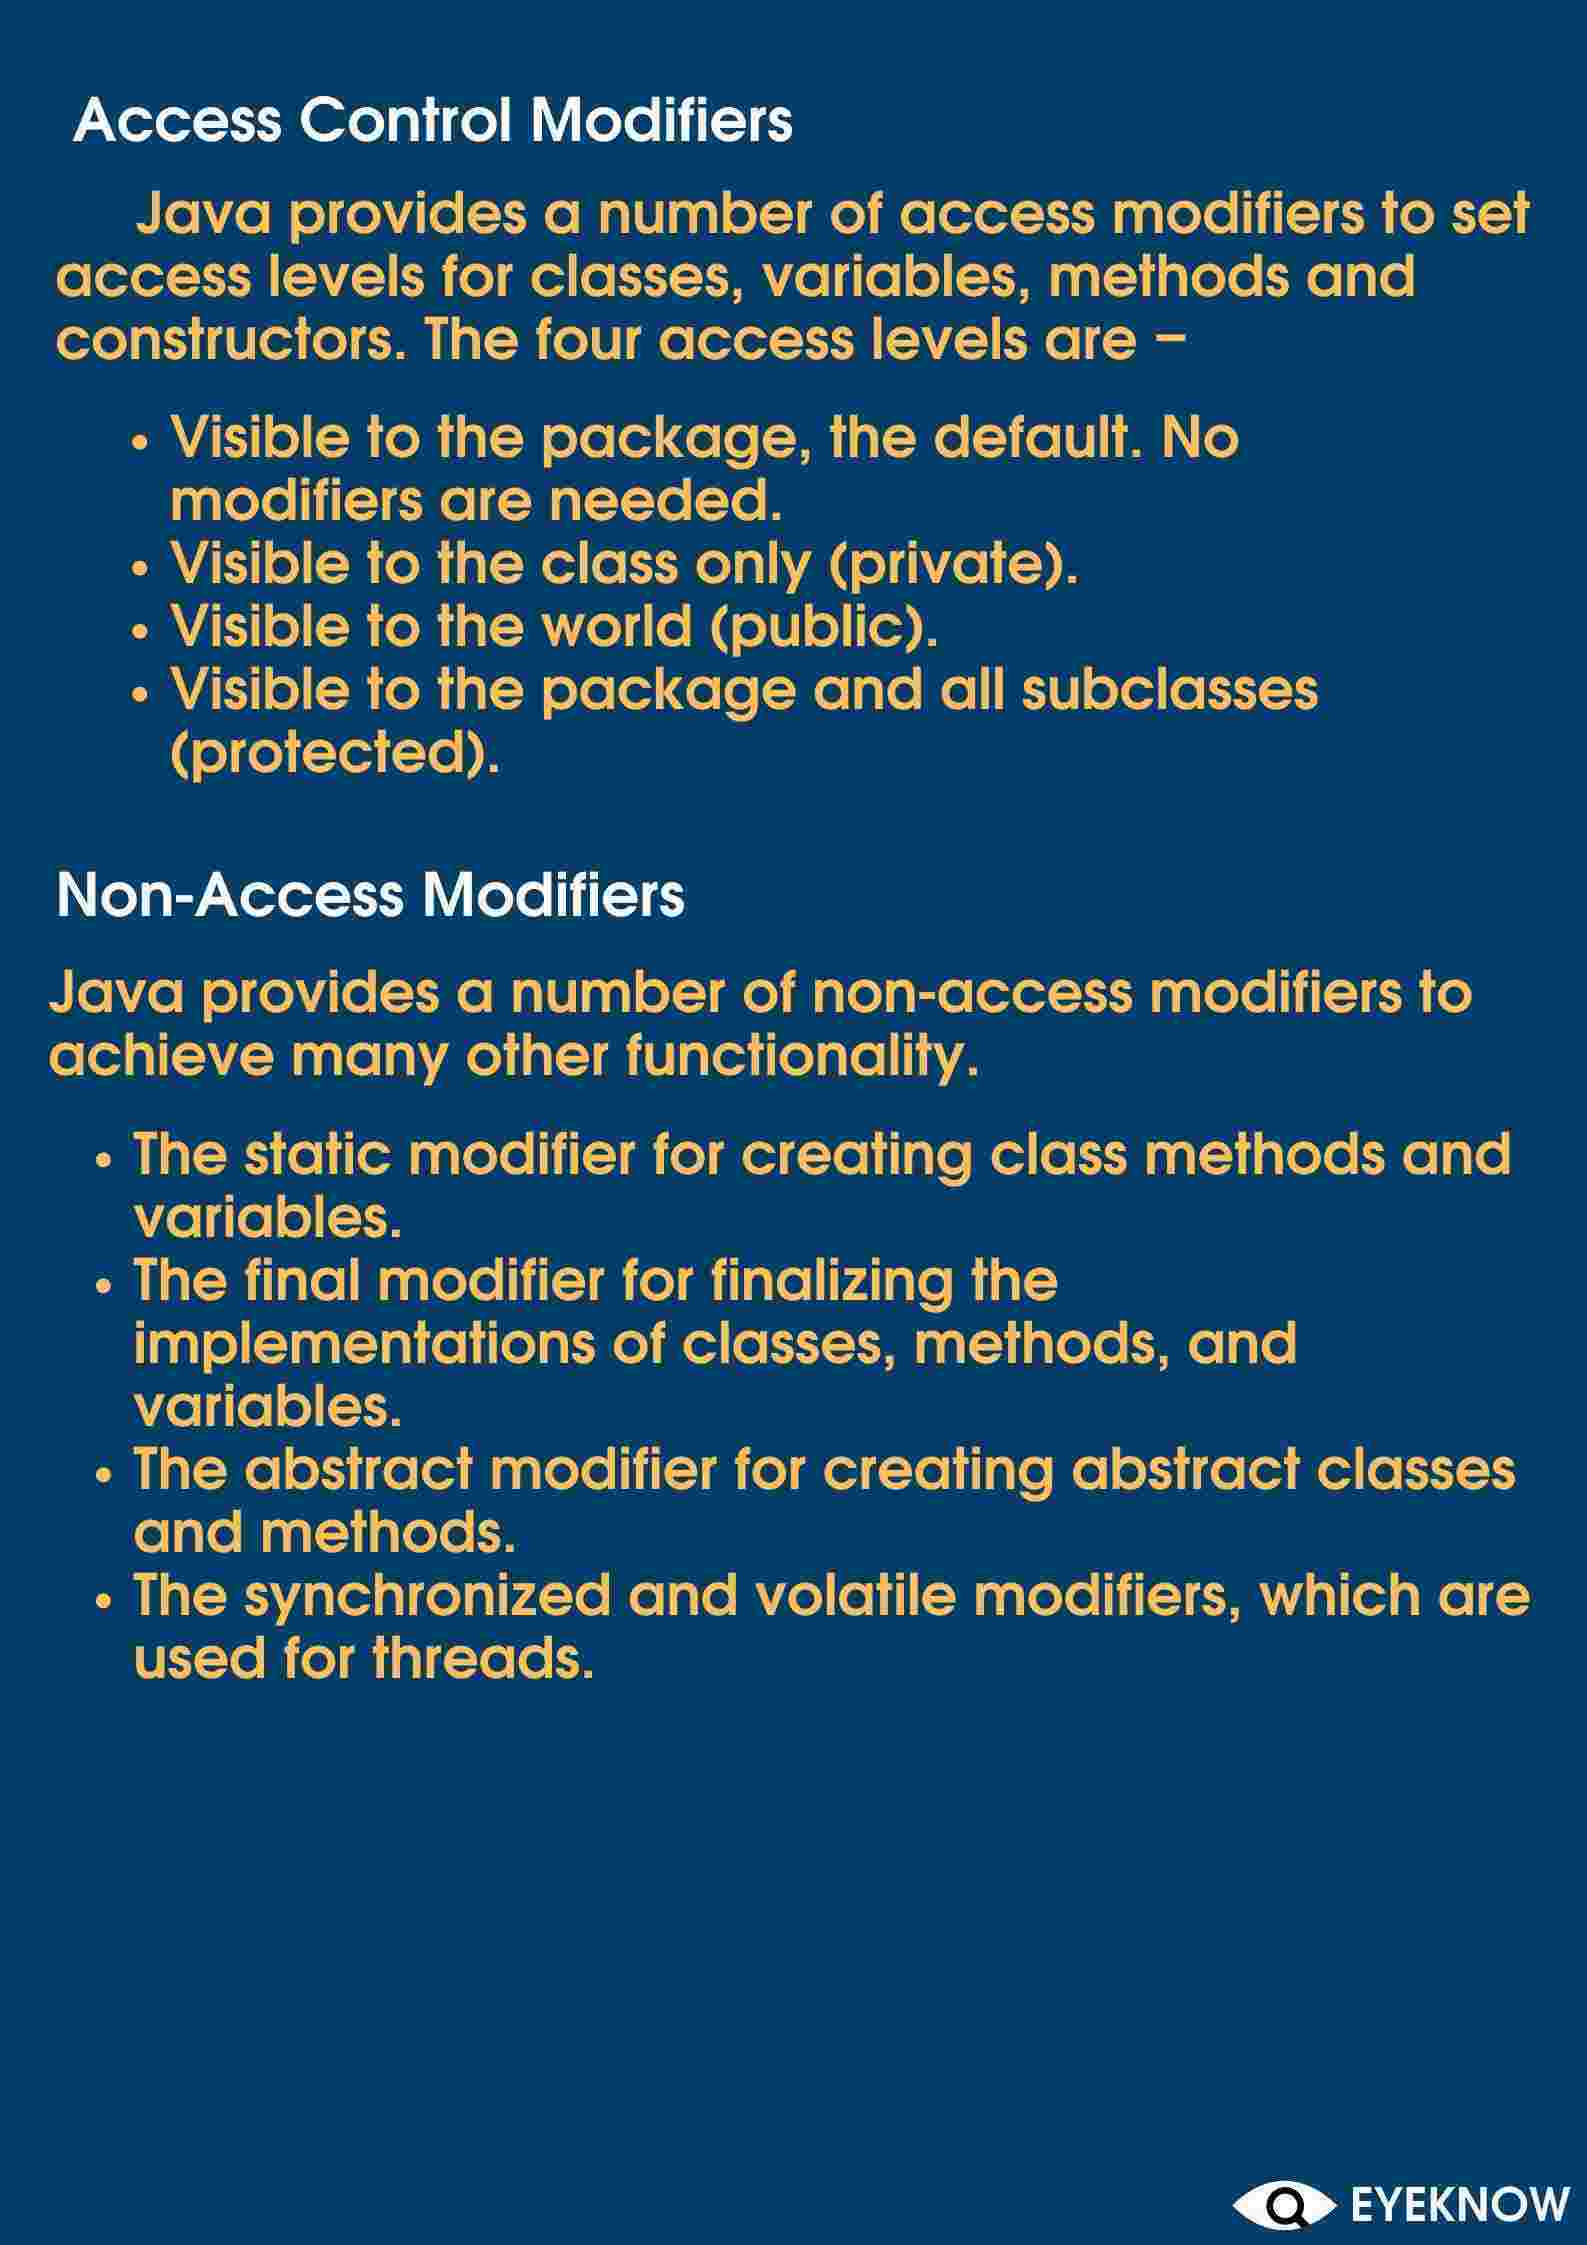 Access Control Modifiers
Java provides a number of access modifiers to set
access levels for classes, variables, methods and
constructors. The four access levels are –
• Visible to the package, the default. No
modifiers are needed.
• Visible to the class only (private).
• Visible to the world (public).
• Visible to the package and all subclasses
(protected).
Non-Access Modifiers
Java provides a number of non-access modifiers to
achieve many other functionality.
• The static modifier for creating class methods and
variables.
• The final modifier for finalizing the
implementations of classes, methods, and
variables.
• The abstract modifier for creating abstract classes
and methods.
• The synchronized and volatile modifiers, which are
used for threads.
EYEKNOW